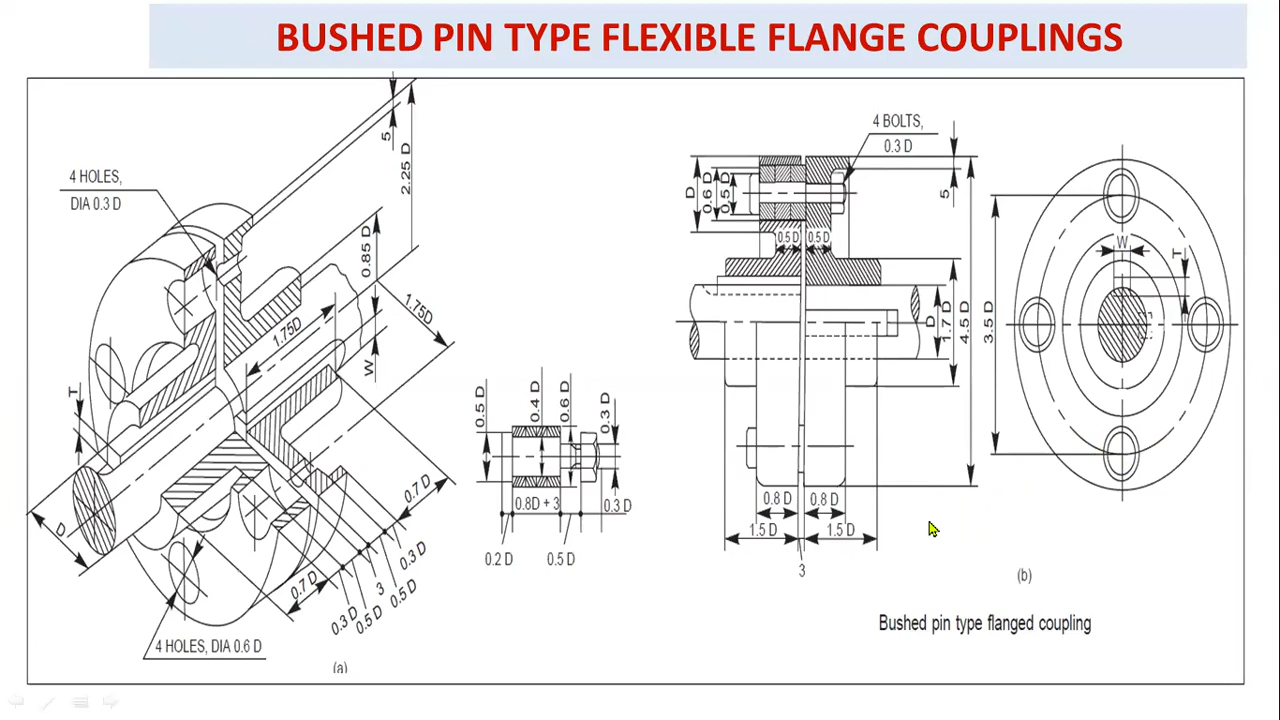 BUSHED PIN TYPE FLEXIBLE FLANGE COUPLINGS
4 HOLES,
DIA 0.3 D
5
2.25 D
0.85 D
1.75D
1.75D
W
T
D
0.7 D
0.3 D
0.5 D
3
0.5 D
0.3 D
0.7 D
4 HOLES, DIA 0.6 D
(a)
0.5 D
0.4 D
0.6 D
0.3 D
0.8D + 3
0.3 D
0.2 D
0.5 D
4 BOLTS,
0.3 D
D
0.6 D
0.5 D
5
0.5 D
0.5 D
D
1.7 D
4.5 D
3.5 D
W
T
0.8 D
0.8 D
1.5 D
1.5 D
3
(b)
Bushed pin type flanged coupling